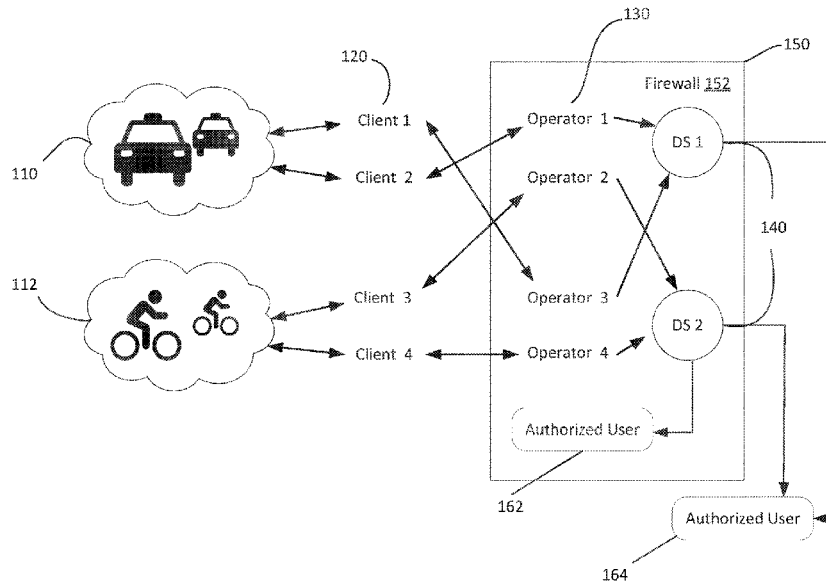 130
150
120
Firewall 152
Client 1
Operator 1
DS 1
110
Client 2
Operator 2
140
112
Client 3
Operator 3
DS 2
Client 4
Operator 4
Authorized User
162
Authorized User
164